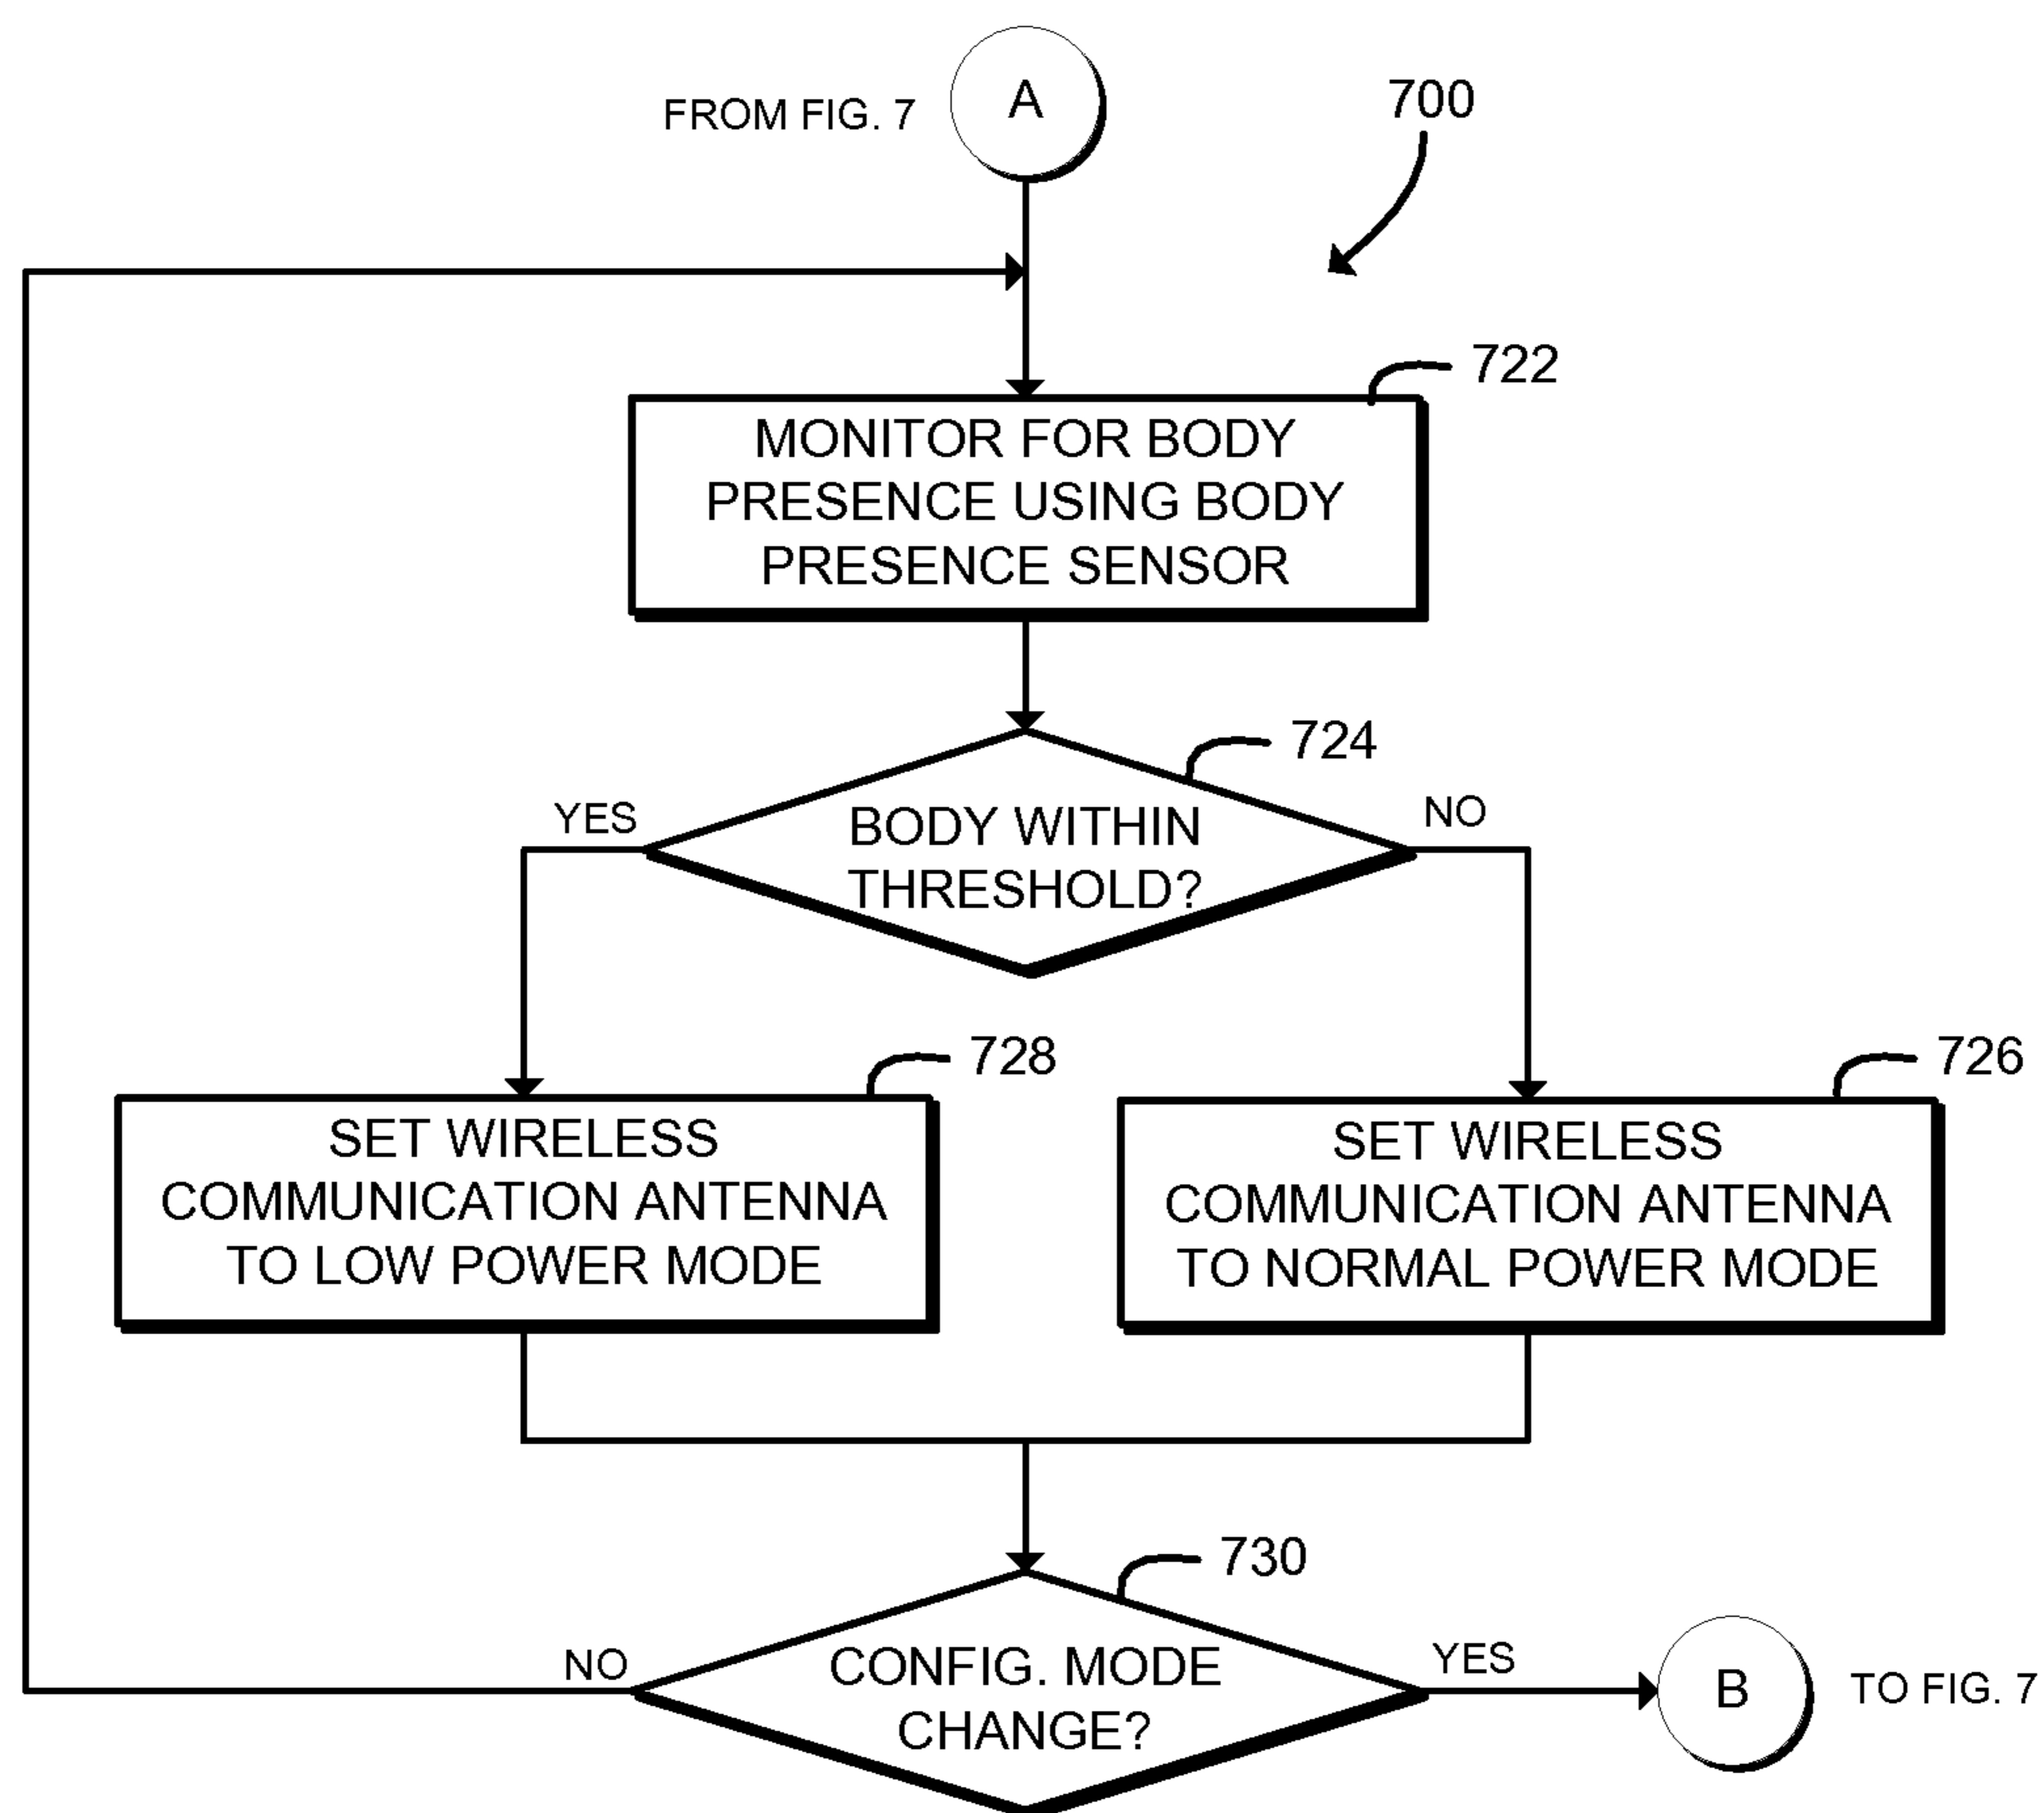 A
FROM FIG. 7
700
722
MONITOR FOR BODY
PRESENCE USING BODY
PRESENCE SENSOR
724
YES
NO
BODY WITHIN
THRESHOLD?
728
726
SET WIRELESS
COMMUNICATION ANTENNA
TO LOW POWER MODE
SET WIRELESS
COMMUNICATION ANTENNA
TO NORMAL POWER MODE
730
NO
CONFIG. MODE
CHANGE?
YES
B
TO FIG. 7